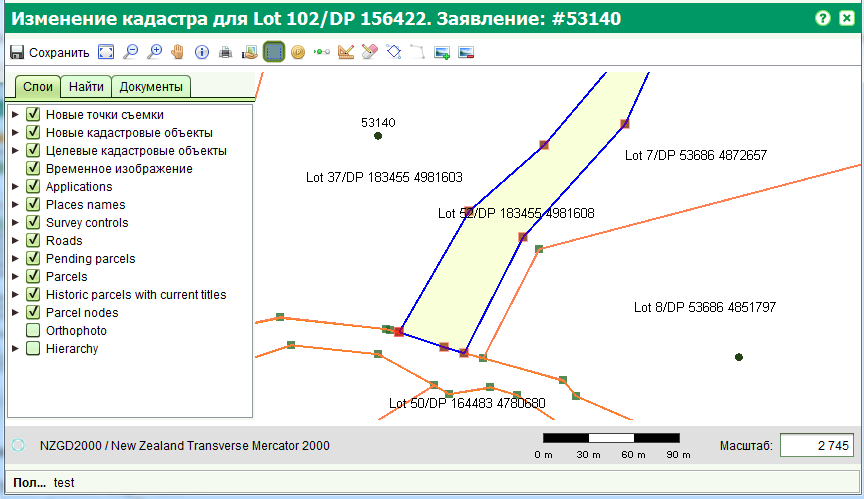 Изменение кадастра для Lot 102/DP 156422. Заявление: #53140
Сохранить
Слои Найти Документы
Новые точки съемки
Новые кадастровые объекты
Целевые кадастровые объекты
Временное изображение
Applications
Places names
Survey controls
Roads
Pending parcels
Parcels
Historic parcels with current titles
Parcel nodes
Orthophoto
Hierarchy
53140
Lot 7/DP 53686 4872657
Lot 37/DP 183455 4981603
Lot 52/DP 183455 4981608
Lot 8/DP 53686 4851797
Lot 50/DP 164483 4780680
NZGD2000 / New Zealand Transverse Mercator 2000
0 m 30 m 60 m 90 m
Масштаб: 2 745
Пол... test